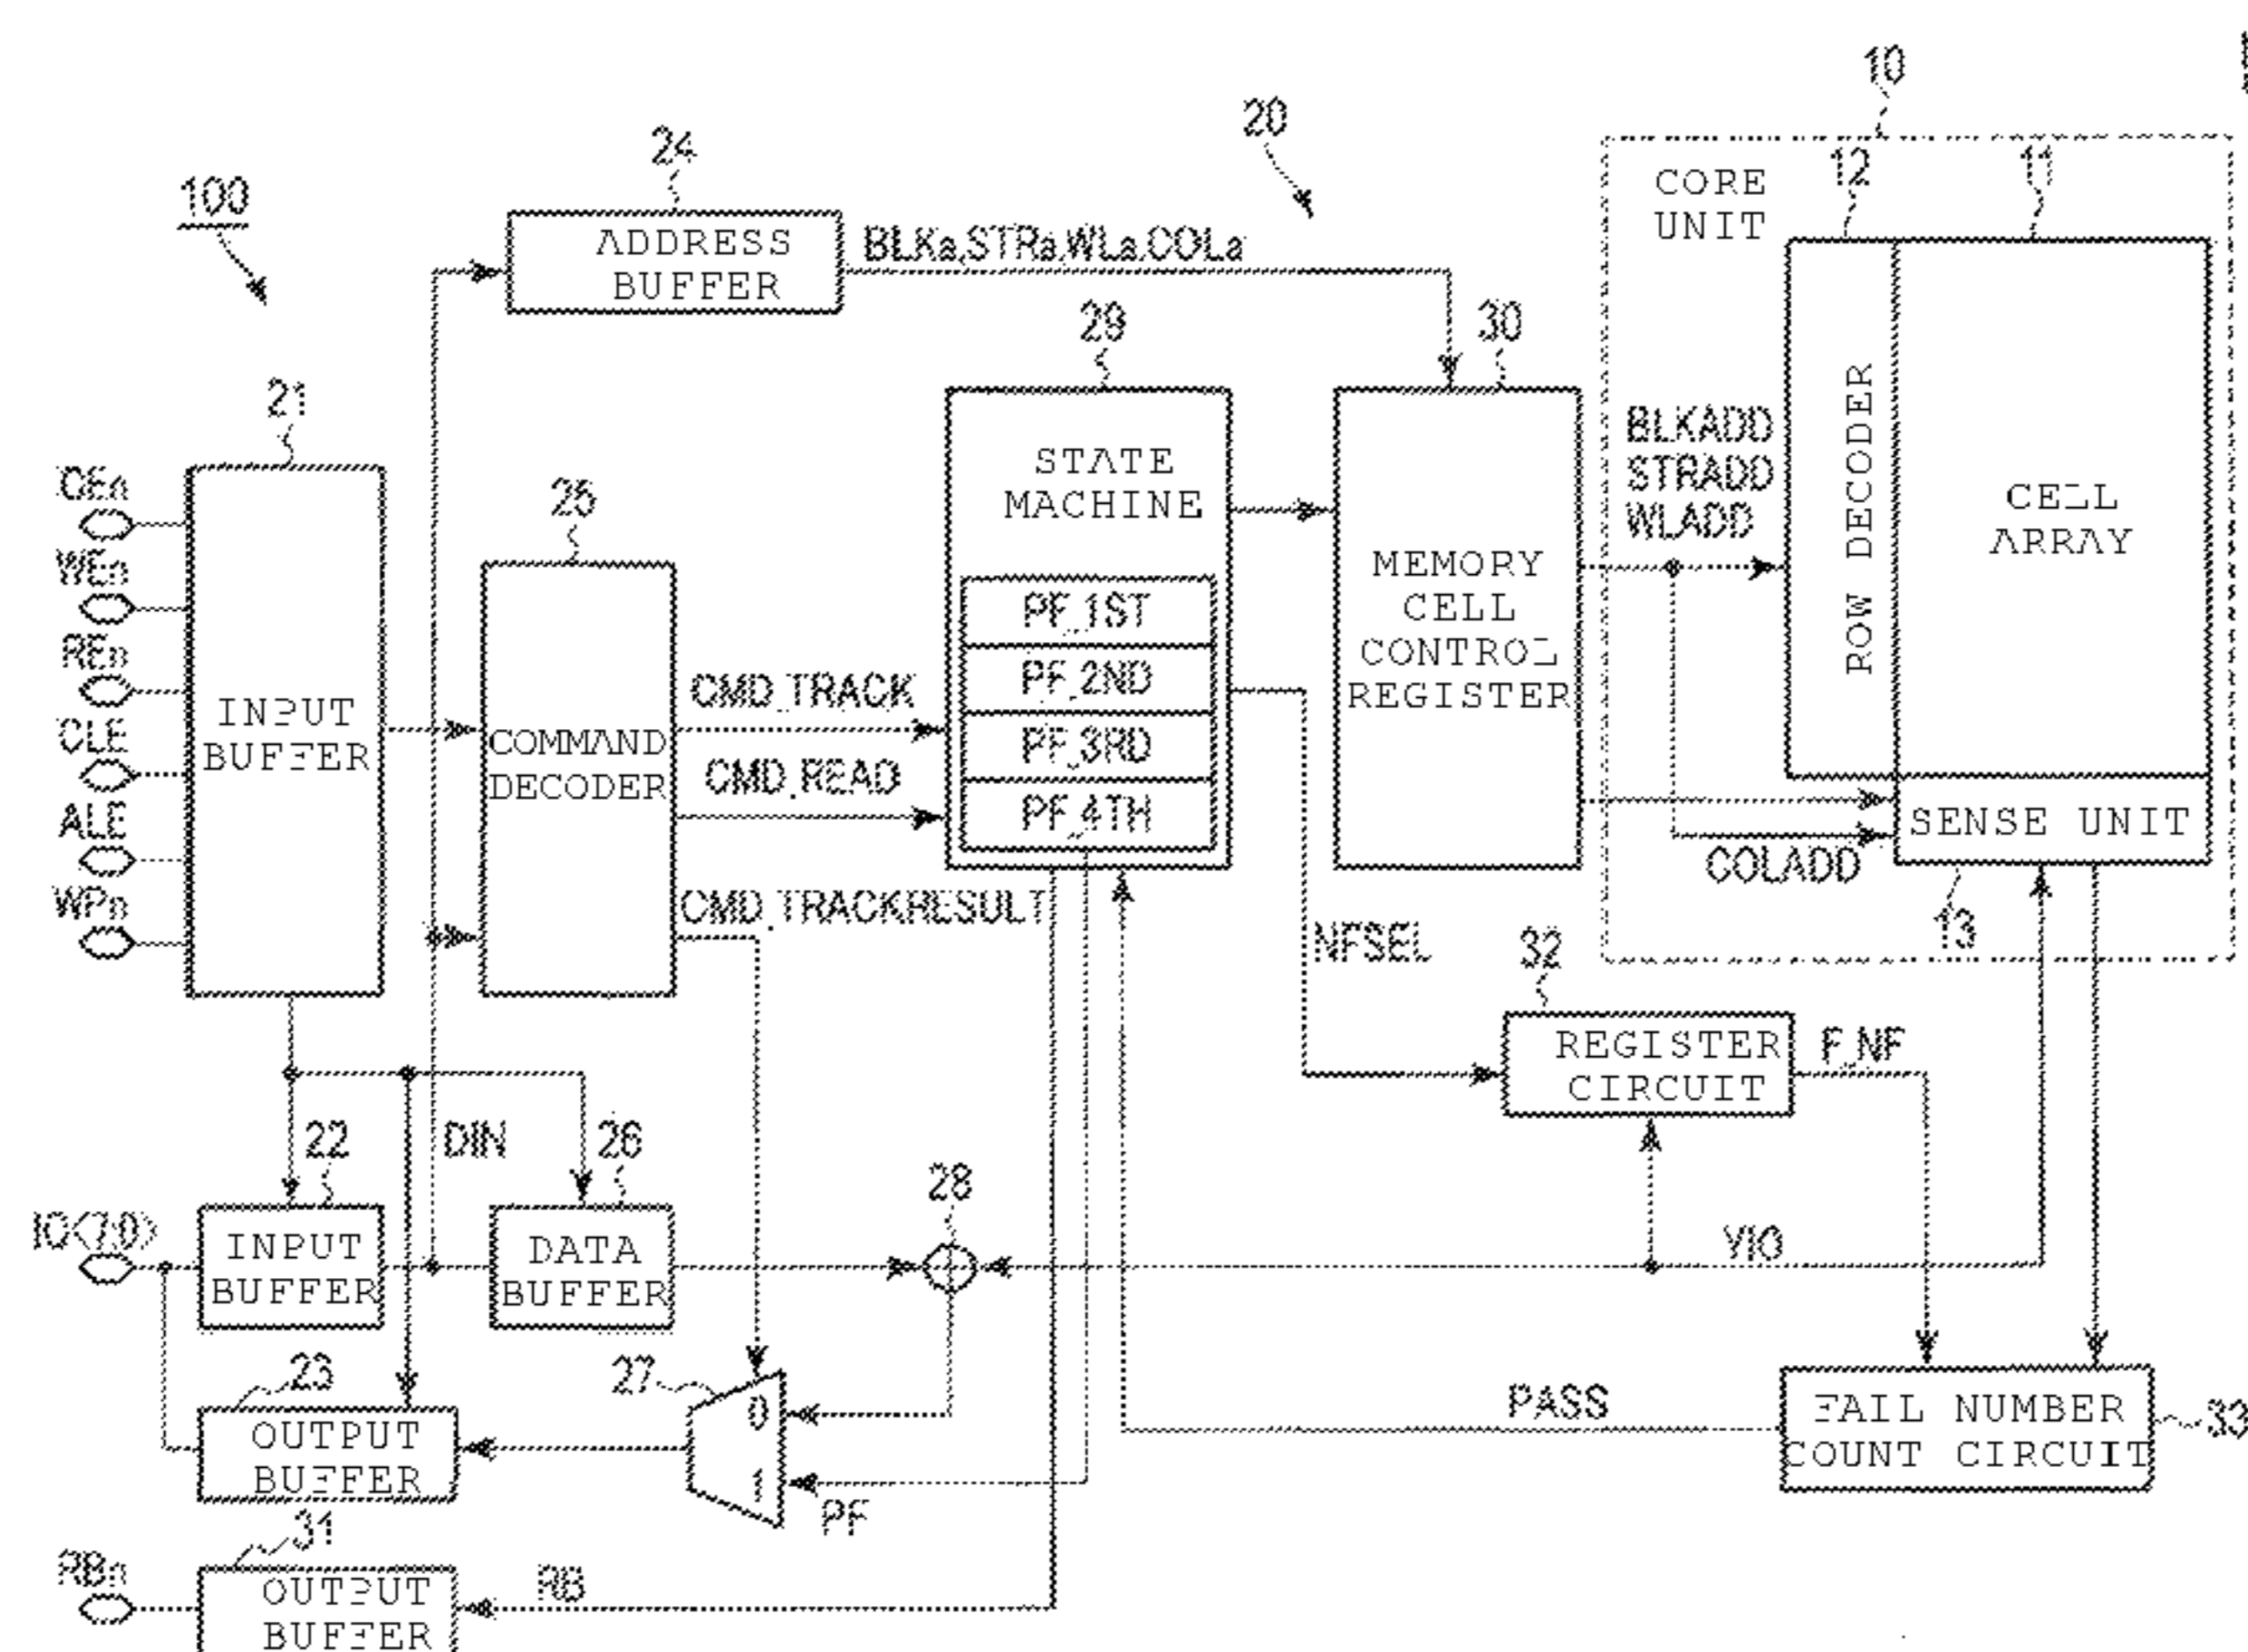 100
20
10
24
ADDRESS
BUFFER
BLKa,STRa,WLa,COLa
CORE
UNIT
12
11
ROW DECODER
CELL
ARRAY
SENSE UNIT
13
BLKADD
STRADD
WLADD
COLADD
29
STATE
MACHINE
PF_1ST
PF_2ND
PF_3RD
PF_4TH
30
MEMORY
CELL
CONTROL
REGISTER
21
INPUT
BUFFER
CEn
WEn
REn
CLE
ALE
WPn
25
COMMAND
DECODER
CMD_TRACK
CMD_READ
CMD_TRACKRESULT
NFSEL
32
REGISTER
CIRCUIT
F_NF
22
DIN
26
28
IO<7:0>
INPUT
BUFFER
DATA
BUFFER
YIO
23
OUTPUT
BUFFER
27
0
1
PF
PASS
FAIL NUMBER
COUNT CIRCUIT
33
31
RBn
OUTPUT
BUFFER
RB